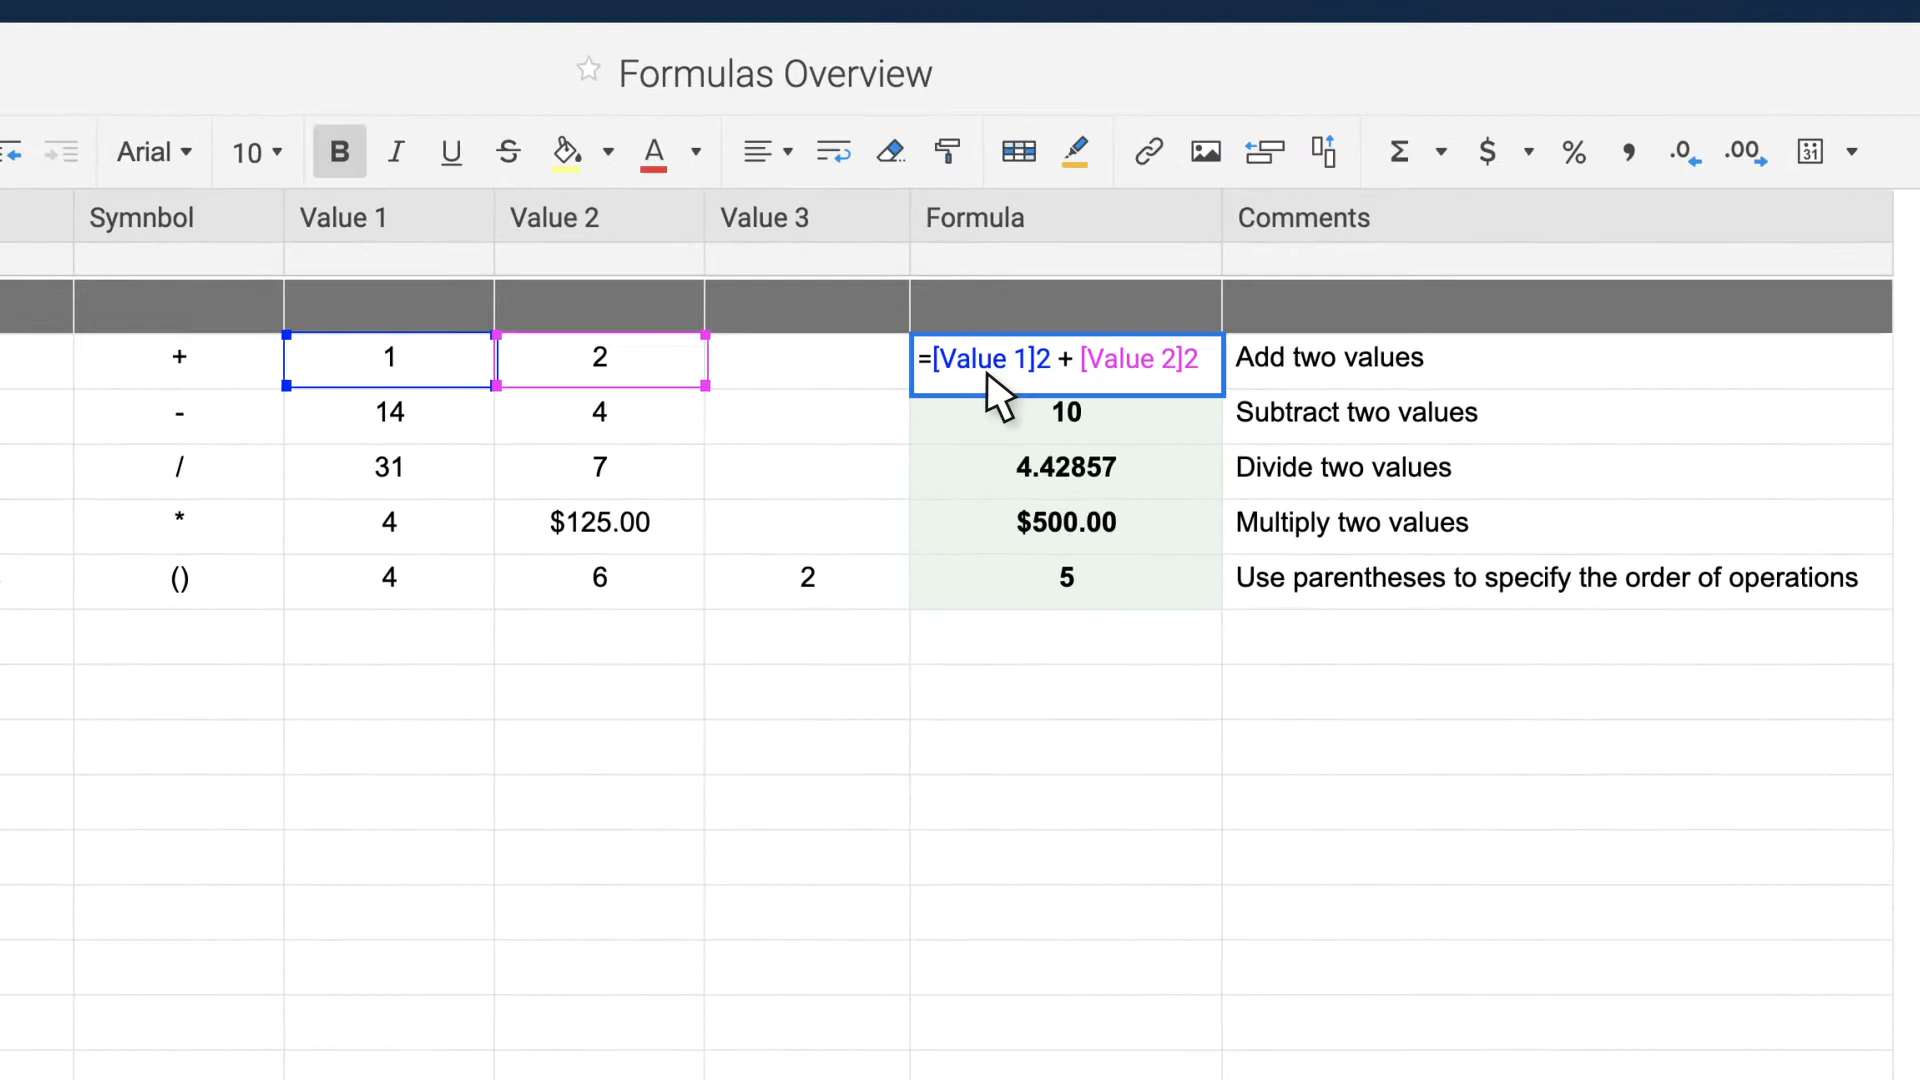 Formulas Overview
Arial 10 B I U S A Σ $ % , .0 .00 31
Symnbol Value 1 Value 2 Value 3 Formula Comments
+ 1 2 =[Value 1]2 + [Value 2]2 Add two values
- 14 4 10 Subtract two values
/ 31 7 4.42857 Divide two values
* 4 $125.00 $500.00 Multiply two values
() 4 6 2 5 Use parentheses to specify the order of operations